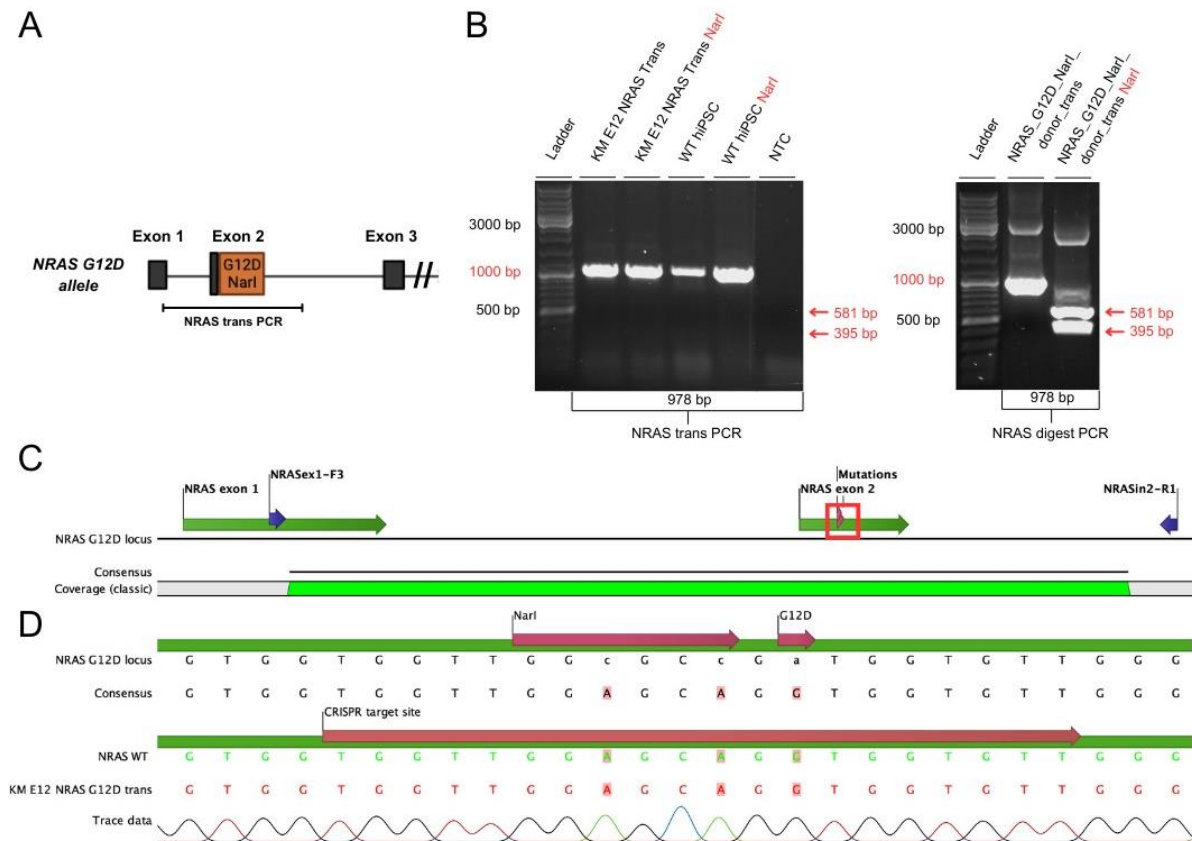 A
Exon 1
Exon 2
Exon 3
NRAS G12D
allele
G12D
NarI
NRAS trans PCR
B
Ladder
KM E12 NRAS Trans
KM E12 NRAS Trans NarI
WT hiPSC
WT hiPSC NarI
NTC
3000 bp
1000 bp
500 bp
581 bp
395 bp
978 bp
NRAS trans PCR
Ladder
NRAS_G12D_NarI_
donor_trans
NRAS_G12D_NarI_
donor_trans NarI
3000 bp
1000 bp
500 bp
581 bp
395 bp
978 bp
NRAS digest PCR
C
NRAS exon 1
NRASex1-F3
Mutations
NRAS exon 2
NRASin2-R1
NRAS G12D locus
Consensus
Coverage (classic)
D
NarI
G12D
NRAS G12D locus G T G G T G G T T G G c G C c G a T G G T G T T G G G
Consensus G T G G T G G T T G G A G C A G G T G G T G T T G G G
CRISPR target site
NRAS WT G T G G T G G T T G G A G C A G G T G G T G T T G G G
KM E12 NRAS G12D trans G T G G T G G T T G G A G C A G G T G G T G T T G G G
Trace data